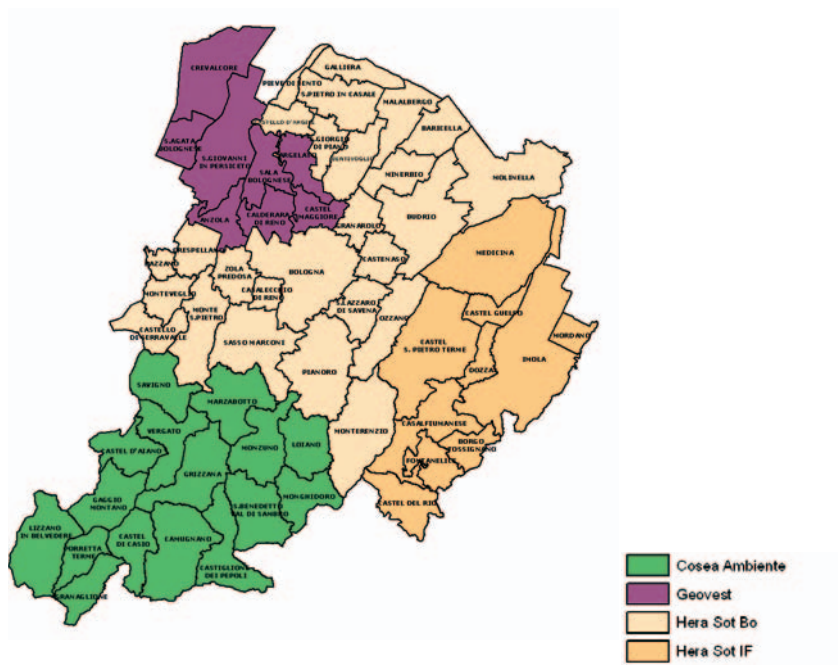 CREVALCORE
GALLIERA
PIEVE DI CENTO
S.PIETRO IN CASALE
MALALBERGO
BARICELLA
S.AGATA
BOLOGNESE
S.GIOVANNI
IN PERSICETO
S.GIORGIO
DI PIANO
BENTIVOGLIO
ARGELATO
SALA
BOLOGNESE
MINERBIO
MOLINELLA
ANZOLA
CALDERARA
DI RENO
CASTEL
MAGGIORE
GRANAROLO
BUDRIO
MEDICINA
CRESPELLANO
BAZZANO
ZOLA
PREDOSA
BOLOGNA
CASTENASO
MONTEVEGLIO
CASALECCHIO
DI RENO
MONTE
S.PIETRO
S.LAZZARO
DI SAVENA
OZZANO
CASTEL GUELFO
MORDANO
CASTELLO
DI SERRAVALLE
SASSO MARCONI
CASTEL
S. PIETRO TERME
IMOLA
DOZZA
PIANORO
SAVIGNO
MARZABOTTO
MONTERENZIO
CASALFIUMANESE
VERGATO
CASTEL D'AIANO
MONZUNO
LOIANO
BORGO
TOSSIGNANO
FONTANELICE
GRIZZANA
GAGGIO
MONTANO
MONGHIDORO
S.BENEDETTO
VAL DI SAMBRO
CASTEL DEL RIO
LIZZANO
IN BELVEDERE
PORRETTA
TERME
CASTEL
DI CASIO
CAMUGNANO
CASTIGLIONE
DEI PEPOLI
GRANAGLIONE
Cosea Ambiente
Geovest
Hera Sot Bo
Hera Sot IF